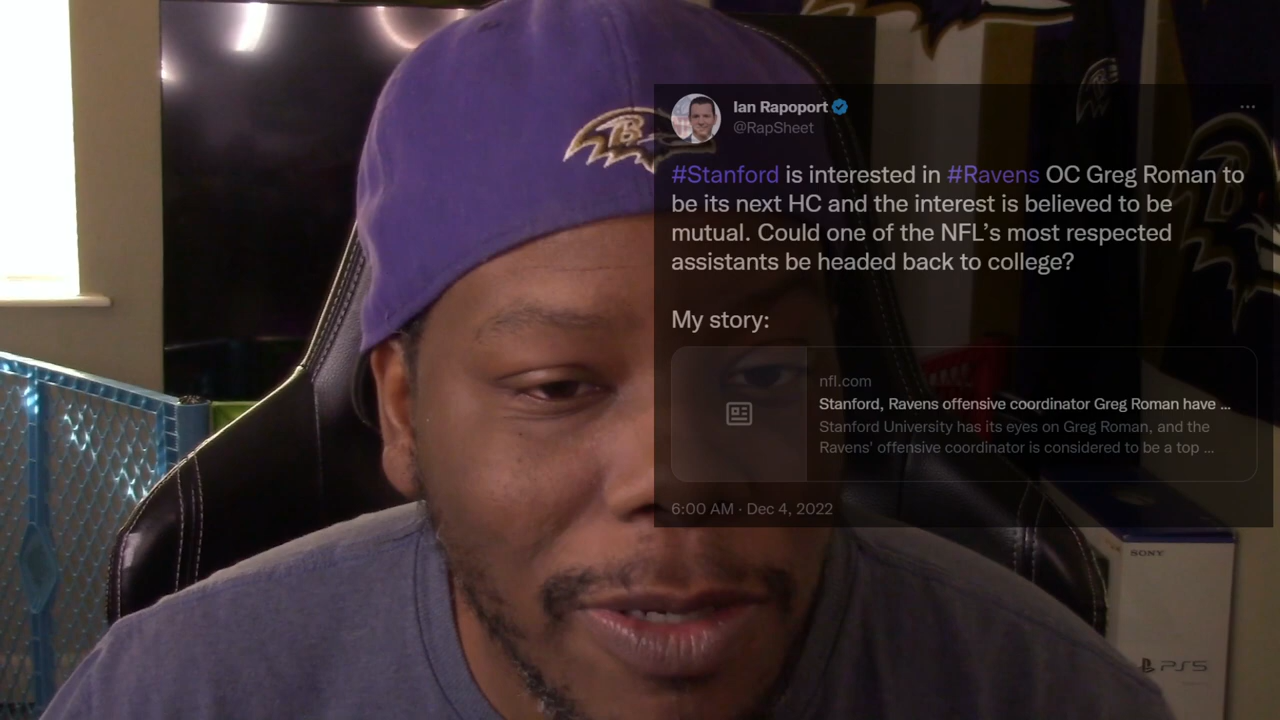 Ian Rapoport
@RapSheet
#Stanford is interested in #Ravens OC Greg Roman to
be its next HC and the interest is believed to be
mutual. Could one of the NFL’s most respected
assistants be headed back to college?
My story:
nfl.com
Stanford, Ravens offensive coordinator Greg Roman have ...
Stanford University has its eyes on Greg Roman, and the
Ravens' offensive coordinator is considered to be a top ...
6:00 AM · Dec 4, 2022
B
SONY
PS5